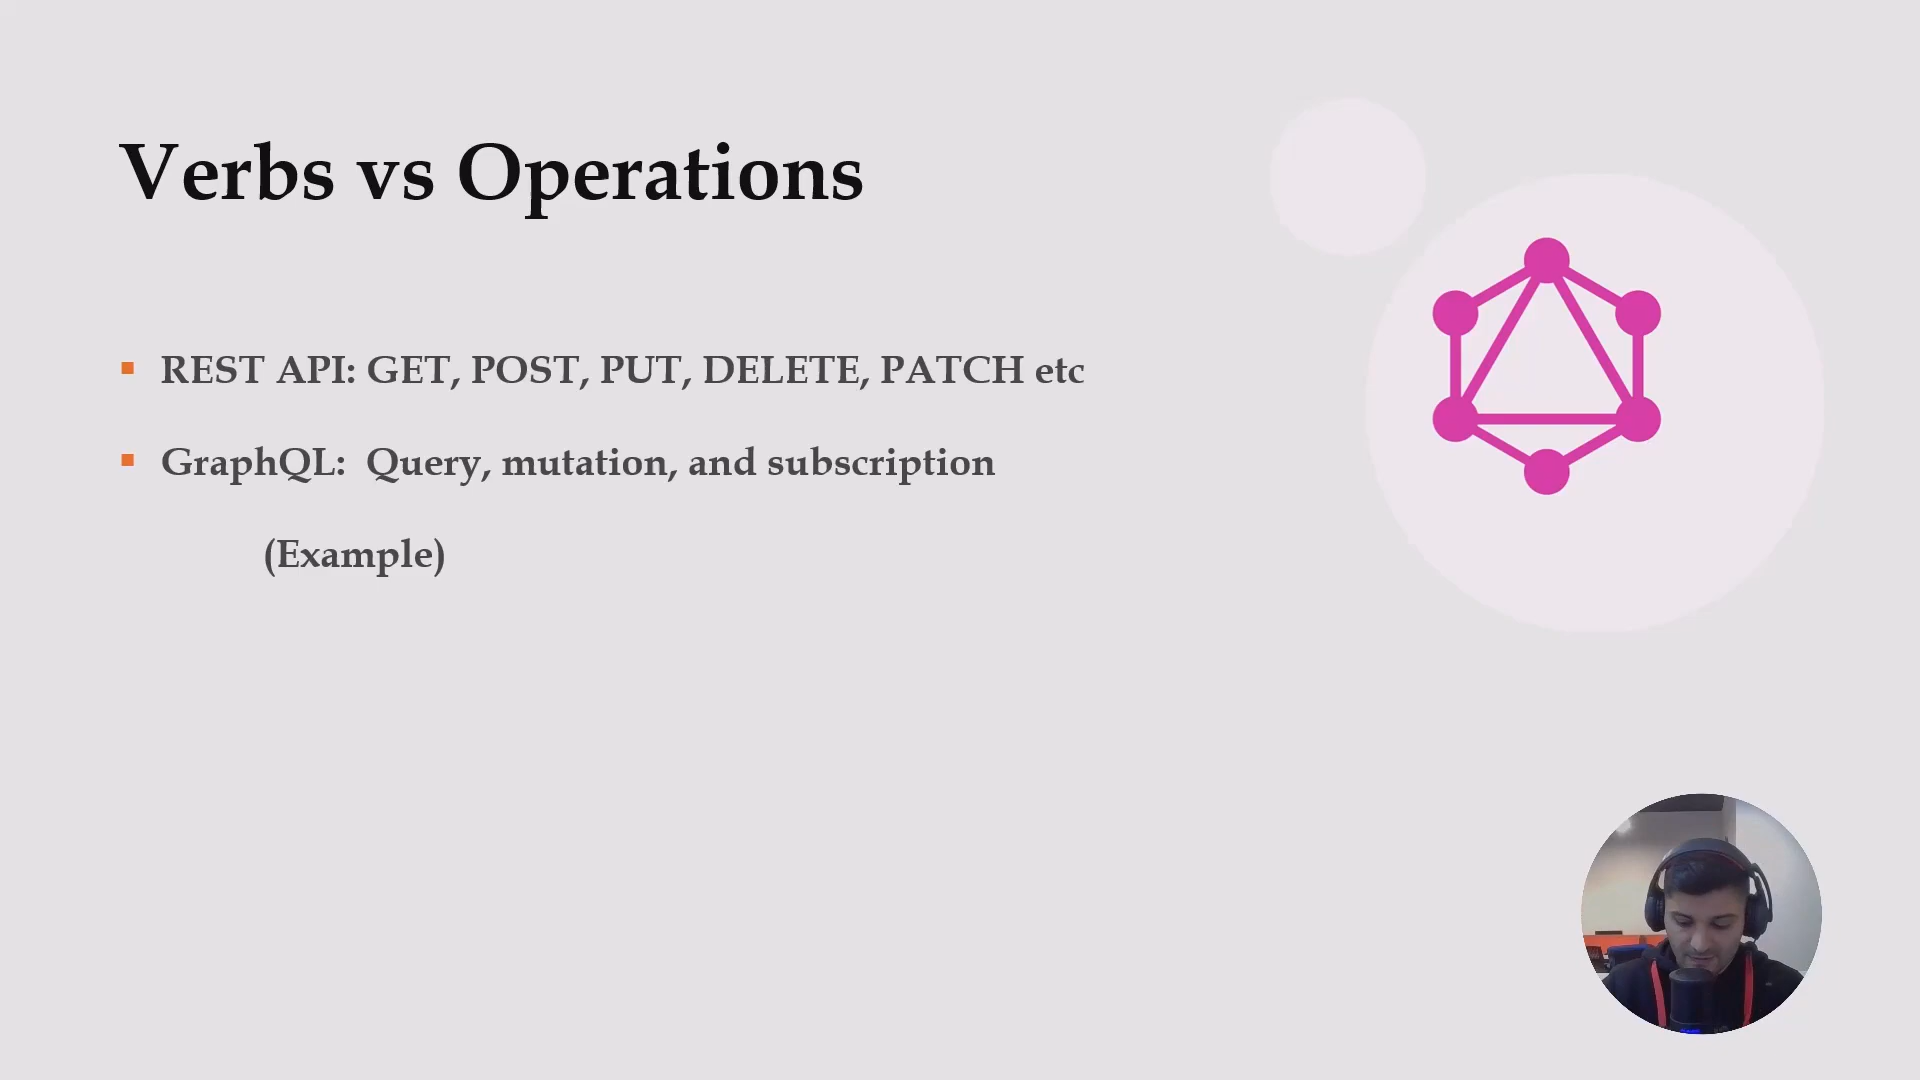 Verbs vs Operations
REST API: GET, POST, PUT, DELETE, PATCH etc
GraphQL: Query, mutation, and subscription
(Example)